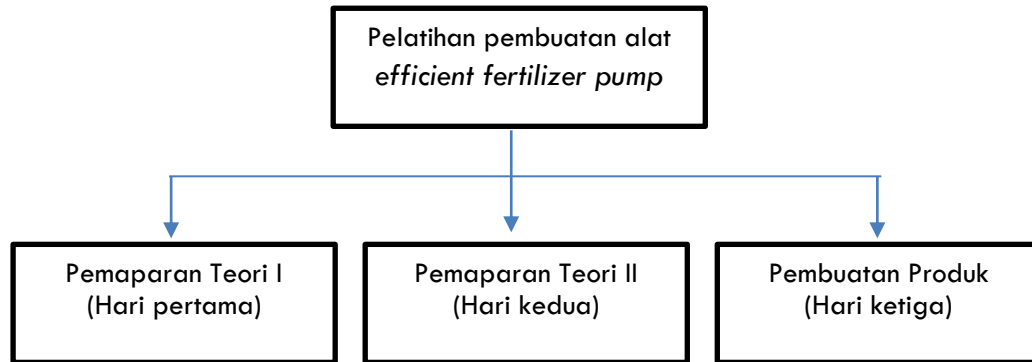 Pelatihan pembuatan alat
efficient fertilizer pump
Pemaparan Teori I
(Hari pertama)
Pemaparan Teori II
(Hari kedua)
Pembuatan Produk
(Hari ketiga)